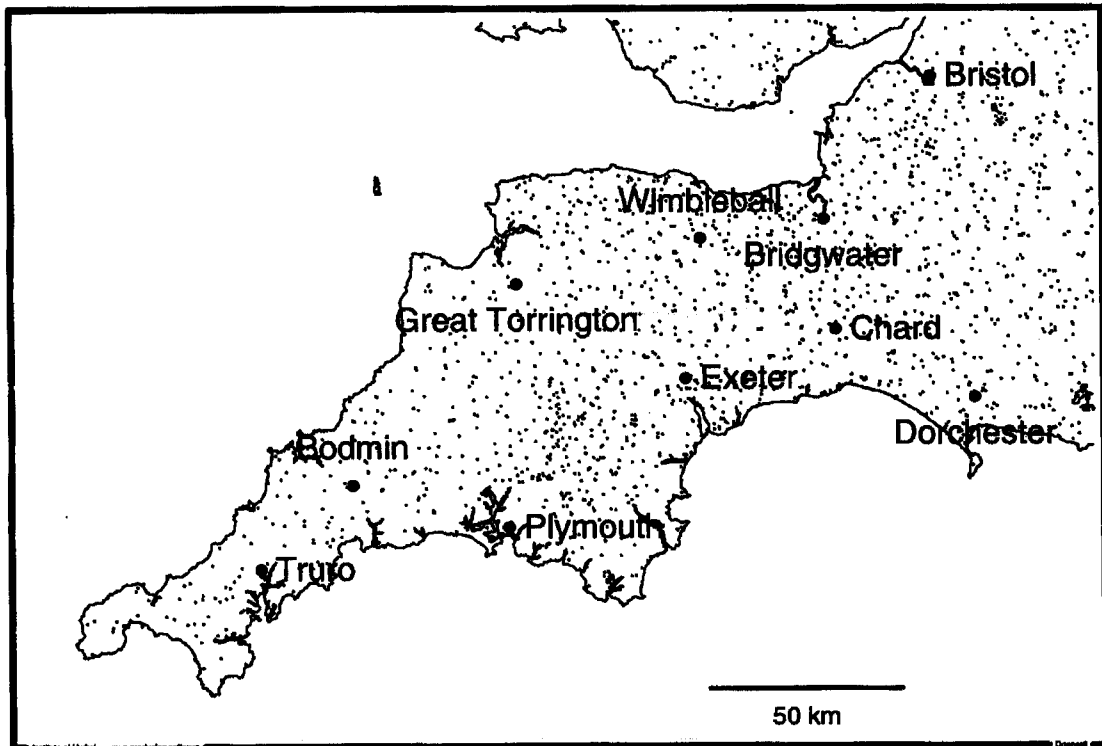 Bristol
Wimbleball
Bridgwater
Great Torrington
Chard
Exeter
Dorchester
Bodmin
Plymouth
Truro
50 km